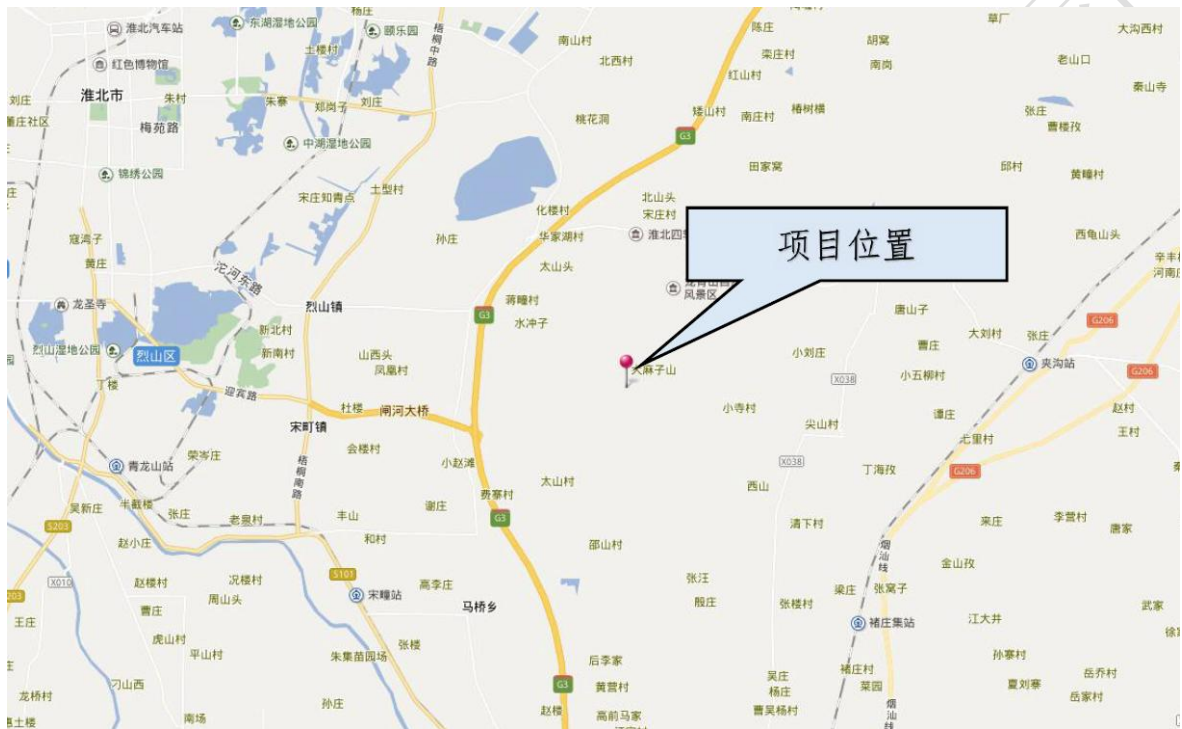 杨庄
陈庄
草厂
淮北汽车站
东湖湿地公园
颐乐园
梧桐中路
南山村
栾庄村
胡窝
大沟西村
土楼村
红色博物馆
北西村
红山村
南岗
老山口
秦山寺
淮北市
刘庄
朱村
朱寨
郑岗子
刘庄
矮山村
南庄村
椿树横
张庄
梅苑路
桃花洞
G3
曹楼孜
中湖湿地公园
田家窝
邱村
黄疃村
锦绣公园
宋庄知青点
土型村
北山头
宋庄村
化楼村
寇湾子
孙庄
华家湖村
项目位置
西龟山头
黄庄
沱河东路
太山头
风景区
龙圣寺
烈山镇
蒋疃村
G3
水冲子
唐山子
新北村
大刘村
张庄
G206
烈山湿地公园
烈山区
新南村
山西头
凤凰村
小刘庄
曹庄
夹沟站
丁楼
迎宾路
X038
小五柳村
G206
杜楼
闸河大桥
小寺村
谭庄
赵村
宋町镇
尖山村
尤里村
王村
会楼村
荣岑庄
小赵滩
青龙山站
梧桐南路
X038
丁海孜
G206
太山村
西山
费寨村
半截楼
吴新庄
张庄
老泉村
丰山
谢庄
G3
清下村
来庄
李营村
唐家
S203
赵小庄
和村
邵山村
烟汕线
金山孜
X010
赵楼村
况楼村
S101
高李庄
张汪
梁庄
张窝子
宋疃站
周山头
曹庄
马桥乡
殷庄
张楼村
武家
王庄
褚庄集站
江大井
虎山村
平山村
张楼
朱集苗园场
后李家
孙寨村
刁山西
吴庄
褚庄村
岳乔村
龙桥村
G3
黄营村
杨庄
菜园
夏刘寨
岳家村
孙庄
南场
赵楼
高前马家
曹吴杨村
烟汕线